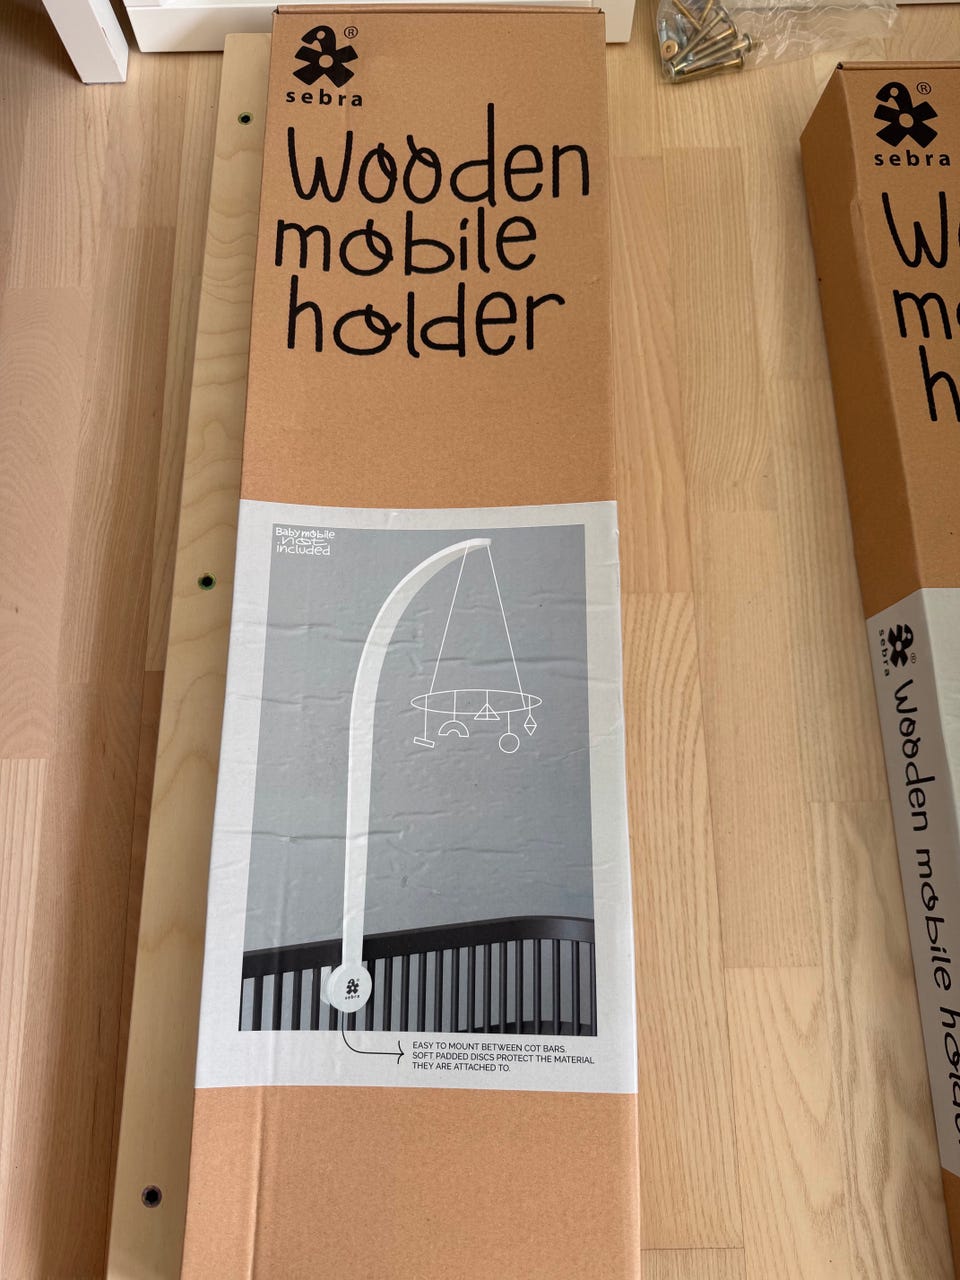 ®
sebra
Wooden
mobile
holder
Baby mobile
not
included
sebra
EASY TO MOUNT BETWEEN COT BARS.
SOFT PADDED DISCS PROTECT THE MATERIAL
THEY ARE ATTACHED TO.
®
sebra
W
m
h
®
sebra
Wooden mobile holder